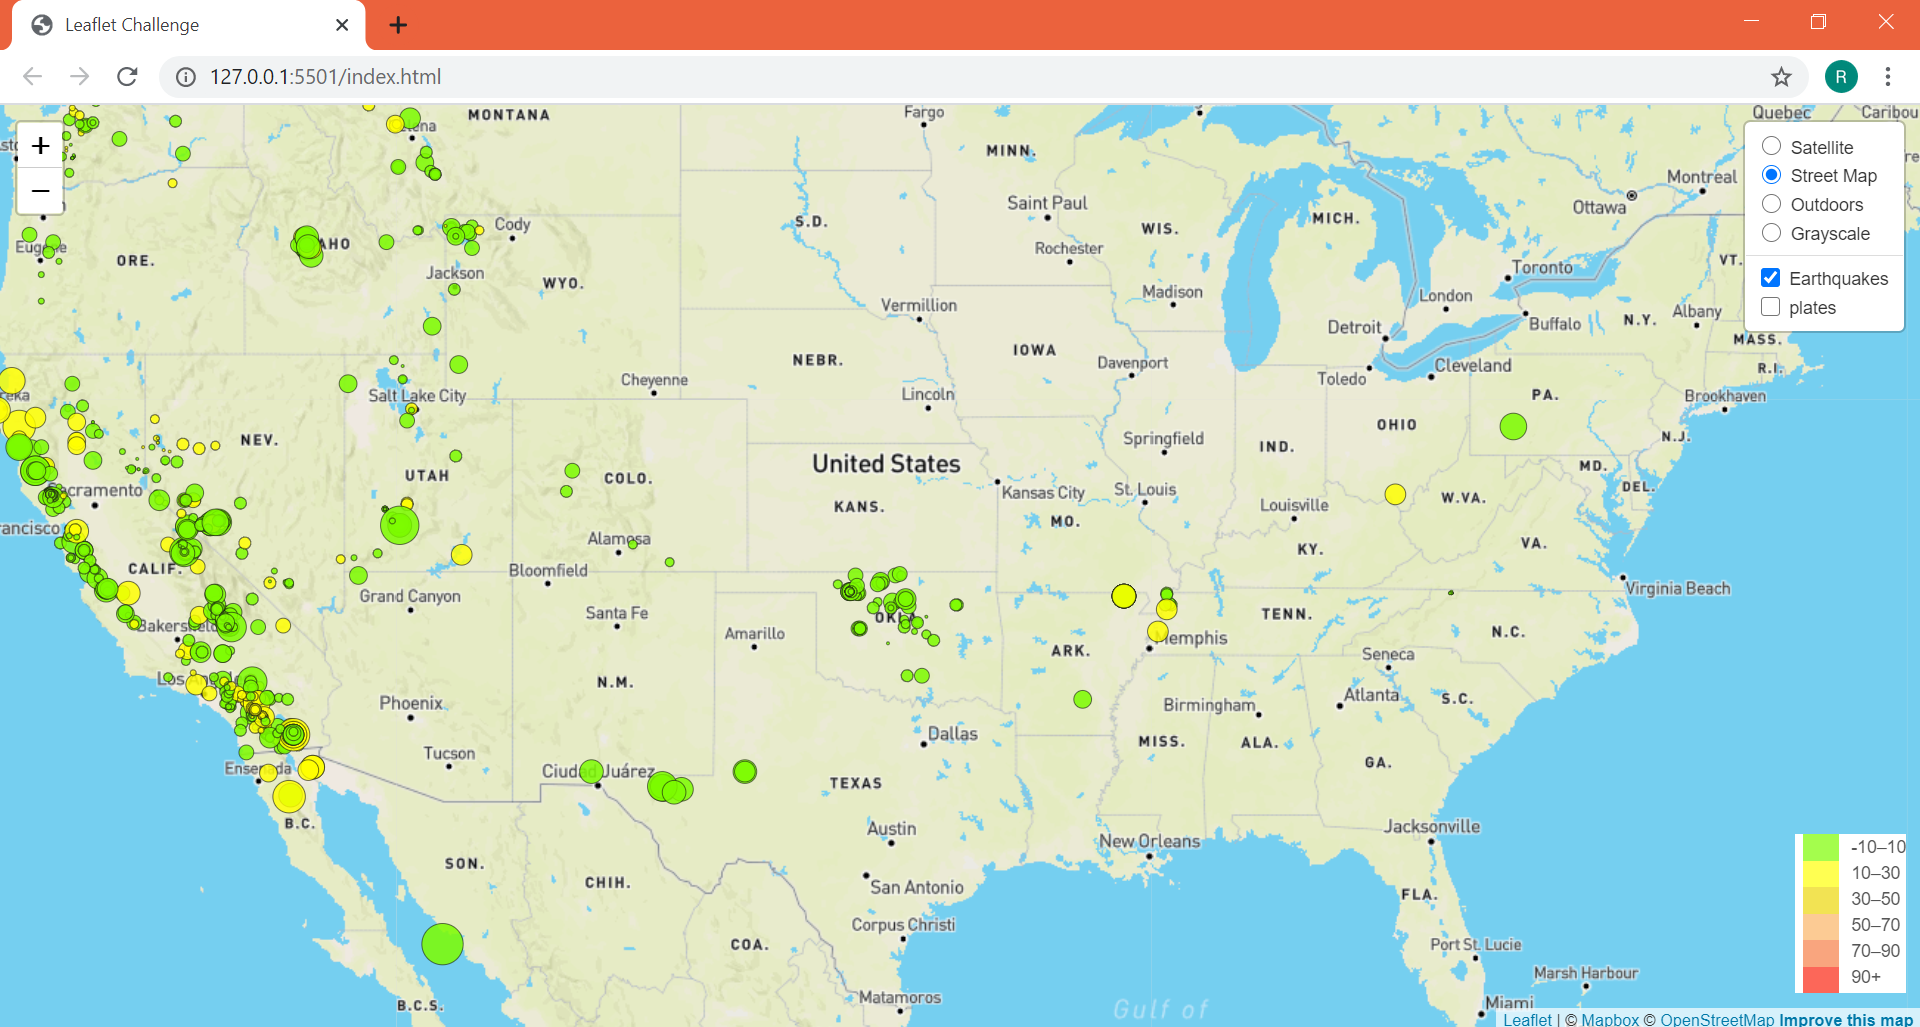 Leaflet Challenge
127.0.0.1:5501/index.html
R
+
−
Satellite
Street Map
Outdoors
Grayscale
Earthquakes
plates
MONTANA
Fargo
Quebec
Caribou
MINN.
Montreal
Ottawa
Saint Paul
Cody
S.D.
WIS.
MICH.
Eugene
ORE.
Rochester
VT.
Jackson
WYO.
Toronto
Madison
London
Vermillion
Albany
Detroit
Buffalo
N.Y.
MASS.
IOWA
NEBR.
Davenport
Cleveland
R.I.
Cheyenne
Toledo
Salt Lake City
Lincoln
PA.
Brookhaven
OHIO
NEV.
Springfield
IND.
N.J.
United States
MD.
UTAH
COLO.
DEL.
Sacramento
Kansas City
St. Louis
W.VA.
KANS.
Louisville
MO.
Alamosa
VA.
KY.
CALIF.
Bloomfield
Virginia Beach
Grand Canyon
Santa Fe
TENN.
Bakersfield
Amarillo
N.C.
Memphis
ARK.
Seneca
N.M.
Atlanta
S.C.
Phoenix
Birmingham
Dallas
MISS.
ALA.
Tucson
GA.
Ensenada
Ciudad Juárez
TEXAS
B.C.
Austin
Jacksonville
New Orleans
SON.
CHIH.
San Antonio
FLA.
Corpus Christi
COA.
Port St. Lucie
Marsh Harbour
Matamoros
B.C.S.
Gulf of
Miami
-10–10
10–30
30–50
50–70
70–90
90+
Leaflet | © Mapbox © OpenStreetMap Improve this map